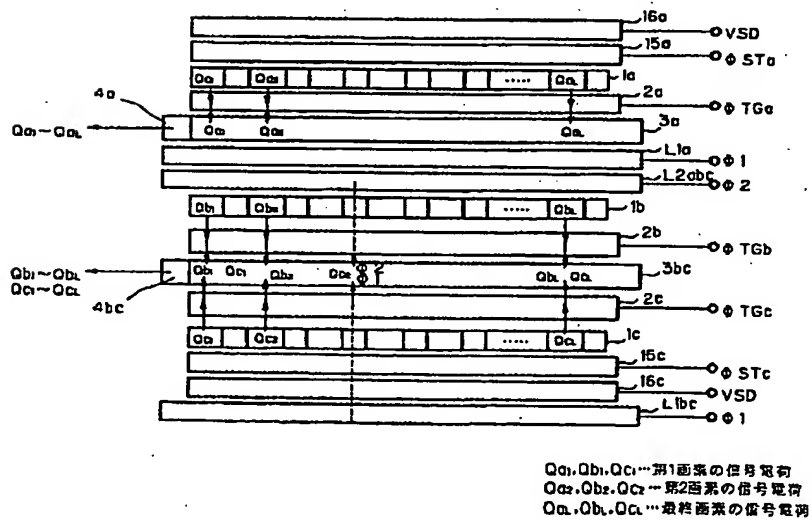 16a
VSD
15a
Φ STa
Qa1 Qa2 ..... QaL 1a
4a 2a
Φ TGa
Qa1~QaL Qa1 Qa2 QaL 3a
L1a
Φ 1
L2abc
Φ 2
Qb1 Qb2 ..... QbL 1b
2b
Φ TGb
Qb1~QbL Qb1 Qc1 Qb2 Qc2 QbL QcL 3bc
Qc1~QcL 4bc
2c
Φ TGc
Qc1 Qc2 ..... QcL 1c
15c
Φ STc
16c
VSD
L1bc
Φ 1
Qa1,Qb1,Qc1…第1画素の信号電荷
Qa2,Qb2,Qc2…第2画素の信号電荷
QaL,QbL,QcL…最終画素の信号電荷